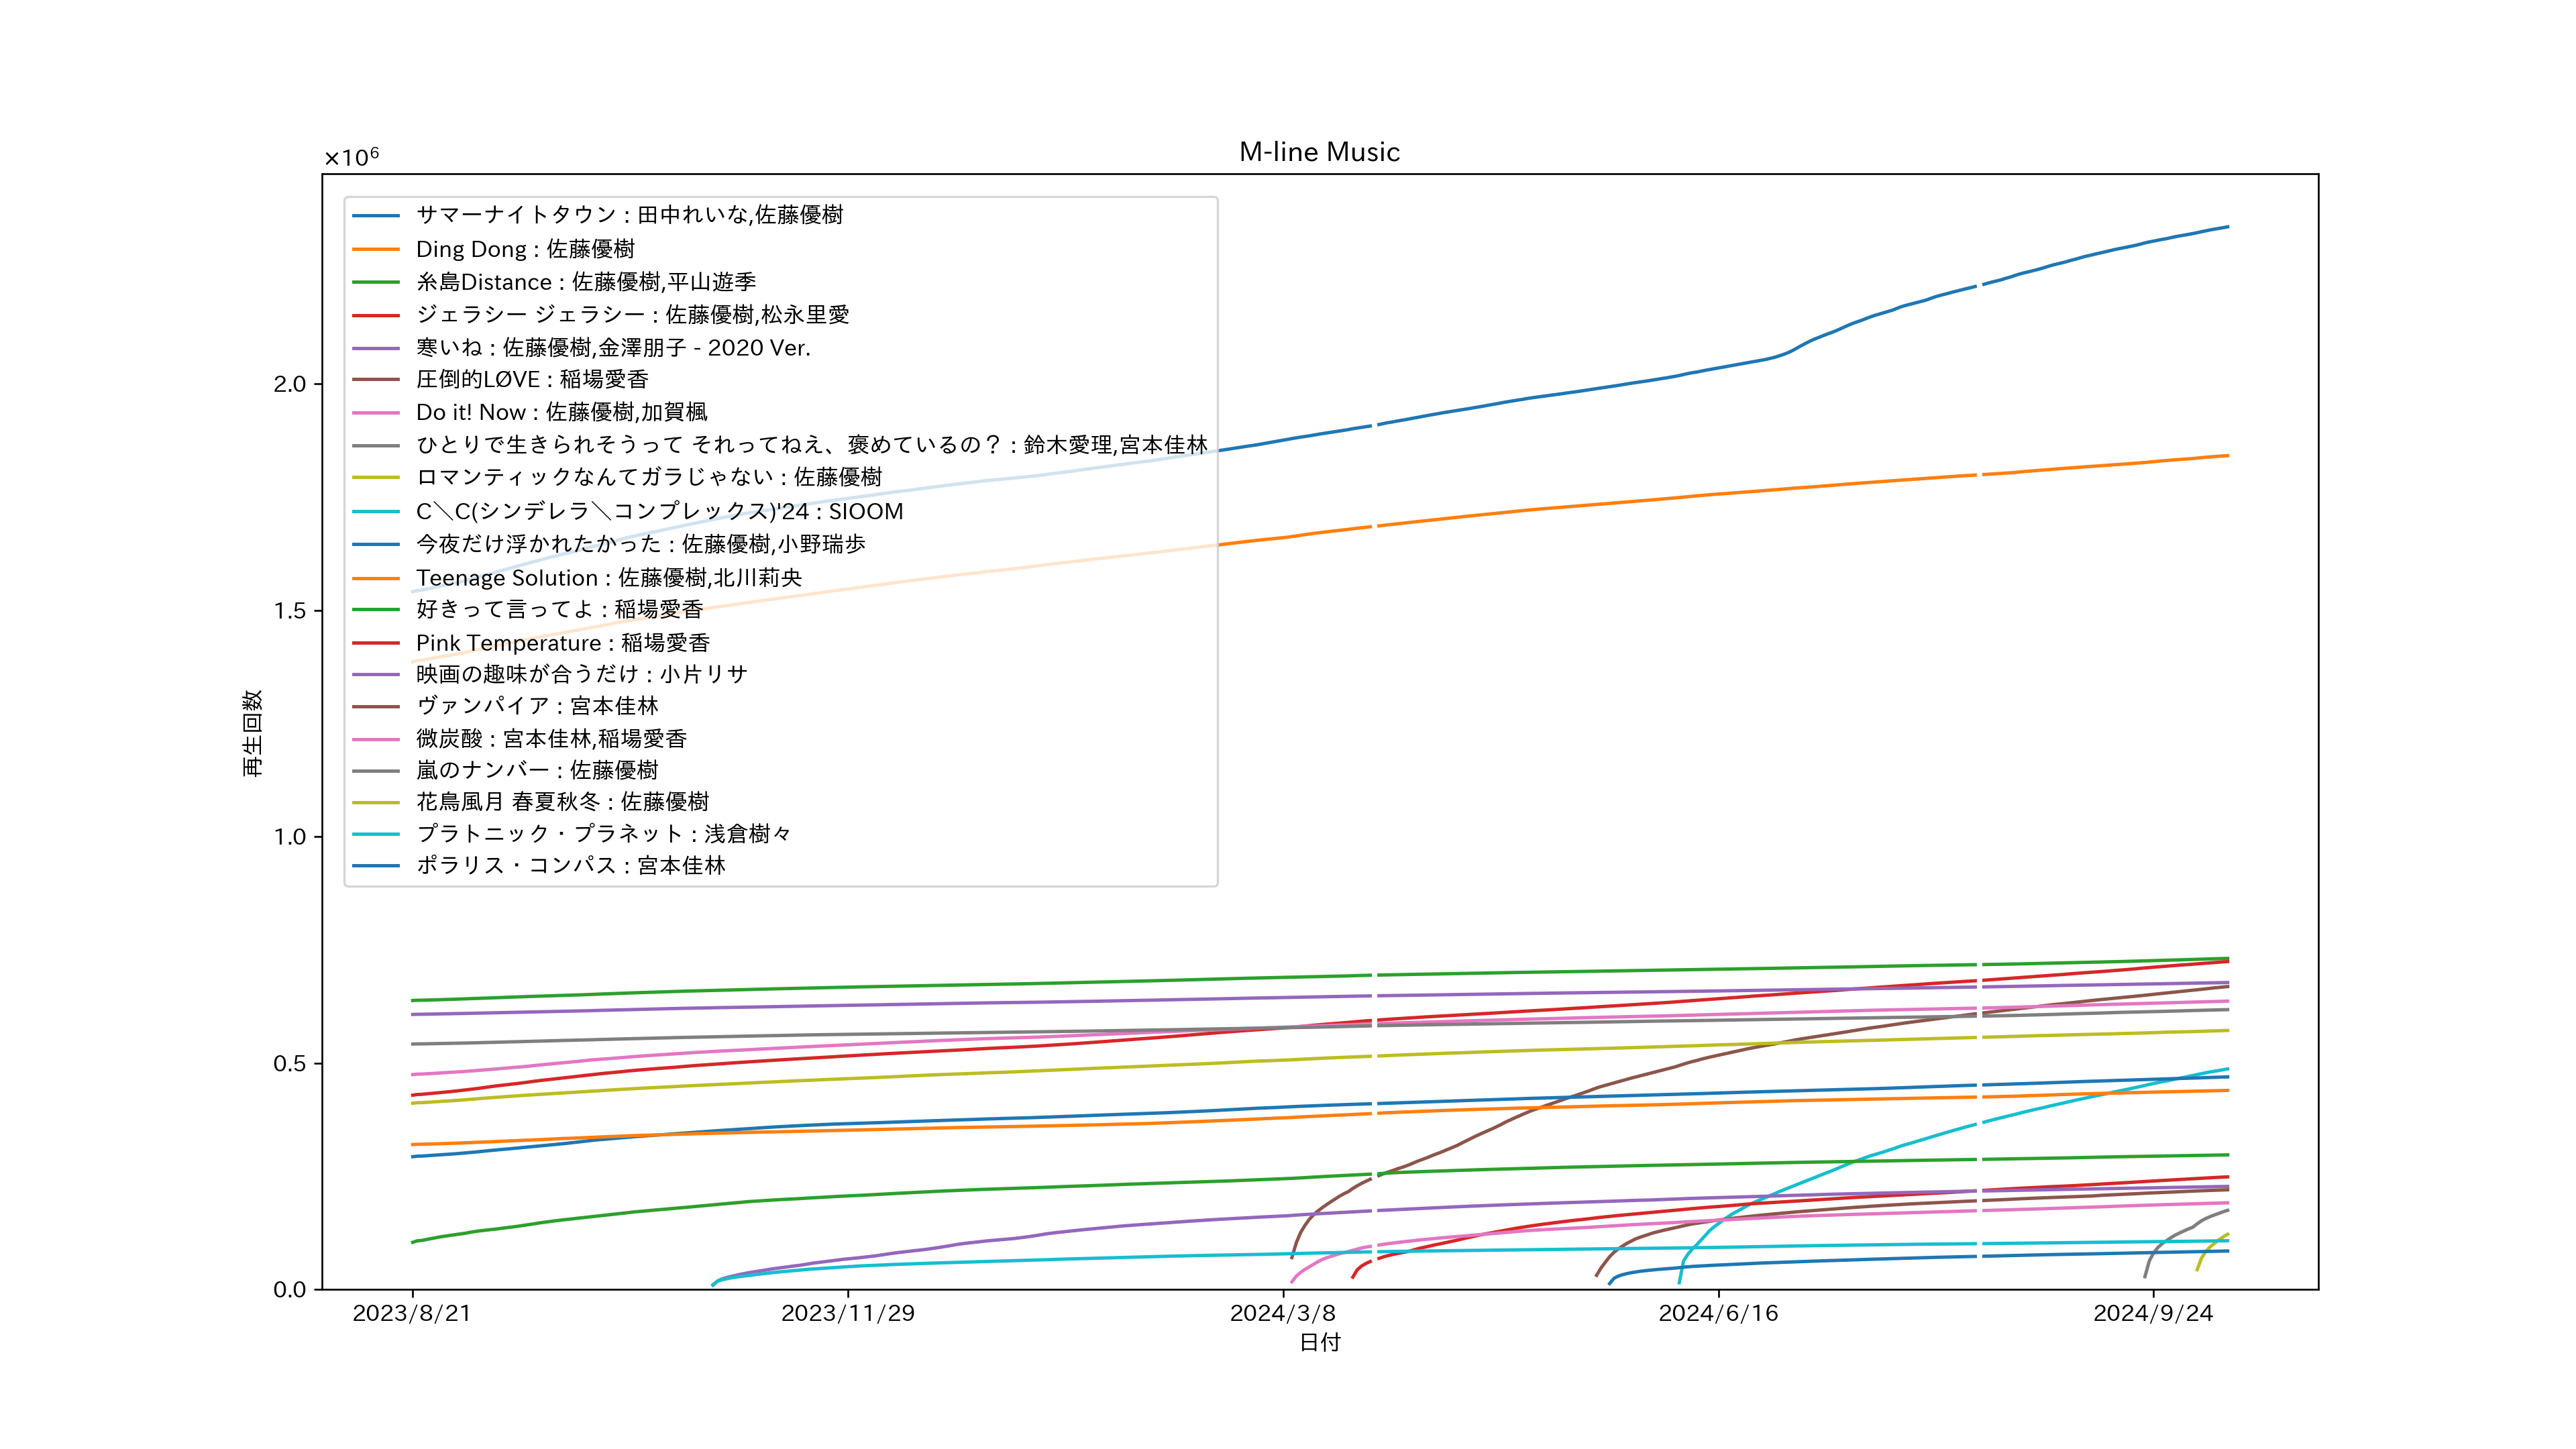 M-line Music
×10⁶
サマーナイトタウン : 田中れいな,佐藤優樹
Ding Dong : 佐藤優樹
糸島Distance : 佐藤優樹,平山遊季
ジェラシー ジェラシー : 佐藤優樹,松永里愛
寒いね : 佐藤優樹,金澤朋子 - 2020 Ver.
圧倒的LØVE : 稲場愛香
Do it! Now : 佐藤優樹,加賀楓
ひとりで生きられそうって それってねえ、褒めているの？ : 鈴木愛理,宮本佳林
ロマンティックなんてガラじゃない : 佐藤優樹
C＼C(シンデレラ＼コンプレックス)'24 : SIOOM
今夜だけ浮かれたかった : 佐藤優樹,小野瑞歩
Teenage Solution : 佐藤優樹,北川莉央
好きって言ってよ : 稲場愛香
Pink Temperature : 稲場愛香
映画の趣味が合うだけ : 小片リサ
ヴァンパイア : 宮本佳林
微炭酸 : 宮本佳林,稲場愛香
嵐のナンバー : 佐藤優樹
花鳥風月 春夏秋冬 : 佐藤優樹
プラトニック・プラネット : 浅倉樹々
ポラリス・コンパス : 宮本佳林
2.0
1.5
1.0
0.5
0.0
再生回数
2023/8/21
2023/11/29
2024/3/8
2024/6/16
2024/9/24
日付